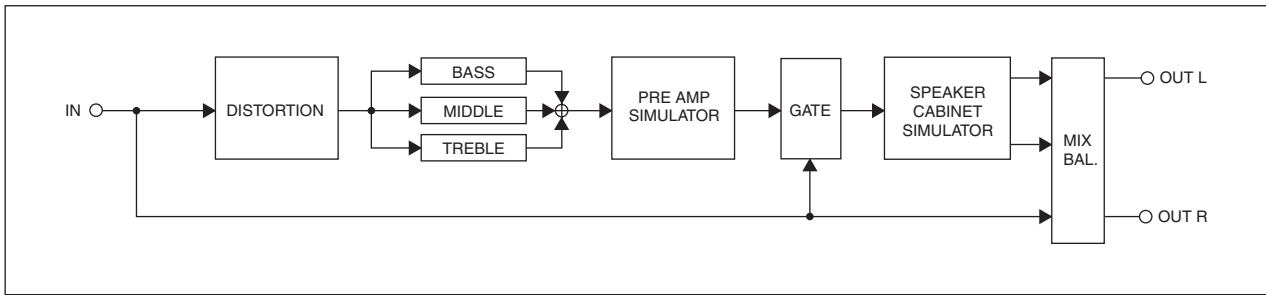 IN
DISTORTION
BASS
MIDDLE
TREBLE
PRE AMP
SIMULATOR
GATE
SPEAKER
CABINET
SIMULATOR
MIX
BAL.
OUT L
OUT R